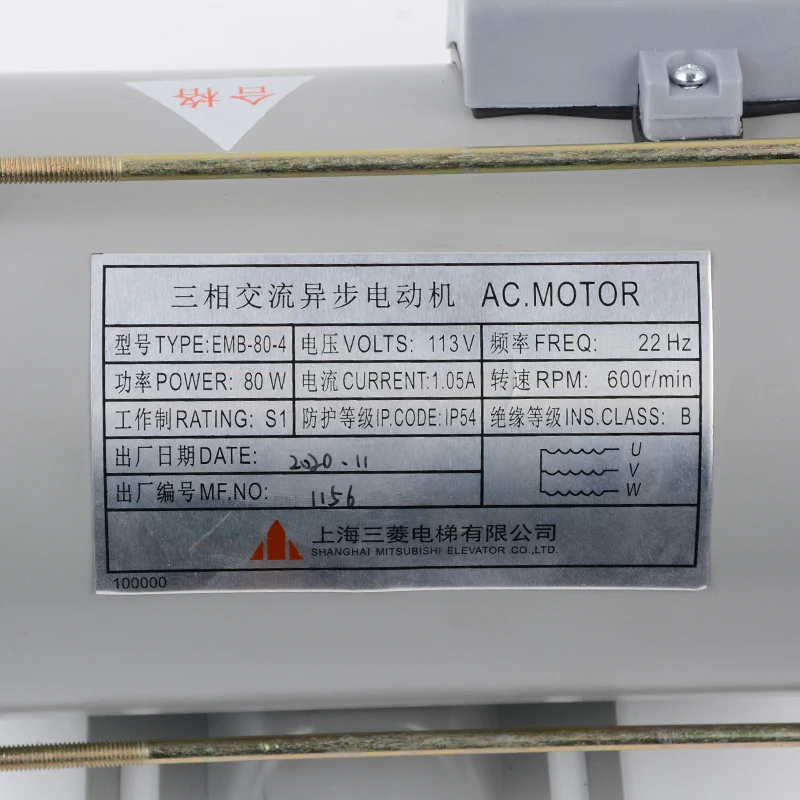 合格
三相交流异步电动机 AC.MOTOR
型号TYPE:EMB-80-4 电压VOLTS: 113V 频率FREQ: 22Hz
功率POWER: 80W 电流CURRENT:1.05A 转速RPM: 600r/min
工作制RATING: S1 防护等级IP.CODE:IP54 绝缘等级INS.CLASS: B
出厂日期DATE: 2020.11
出厂编号MF.NO: 1156
U
V
W
上海三菱电梯有限公司
SHANGHAI MITSUBISHI ELEVATOR CO.,LTD.
100000